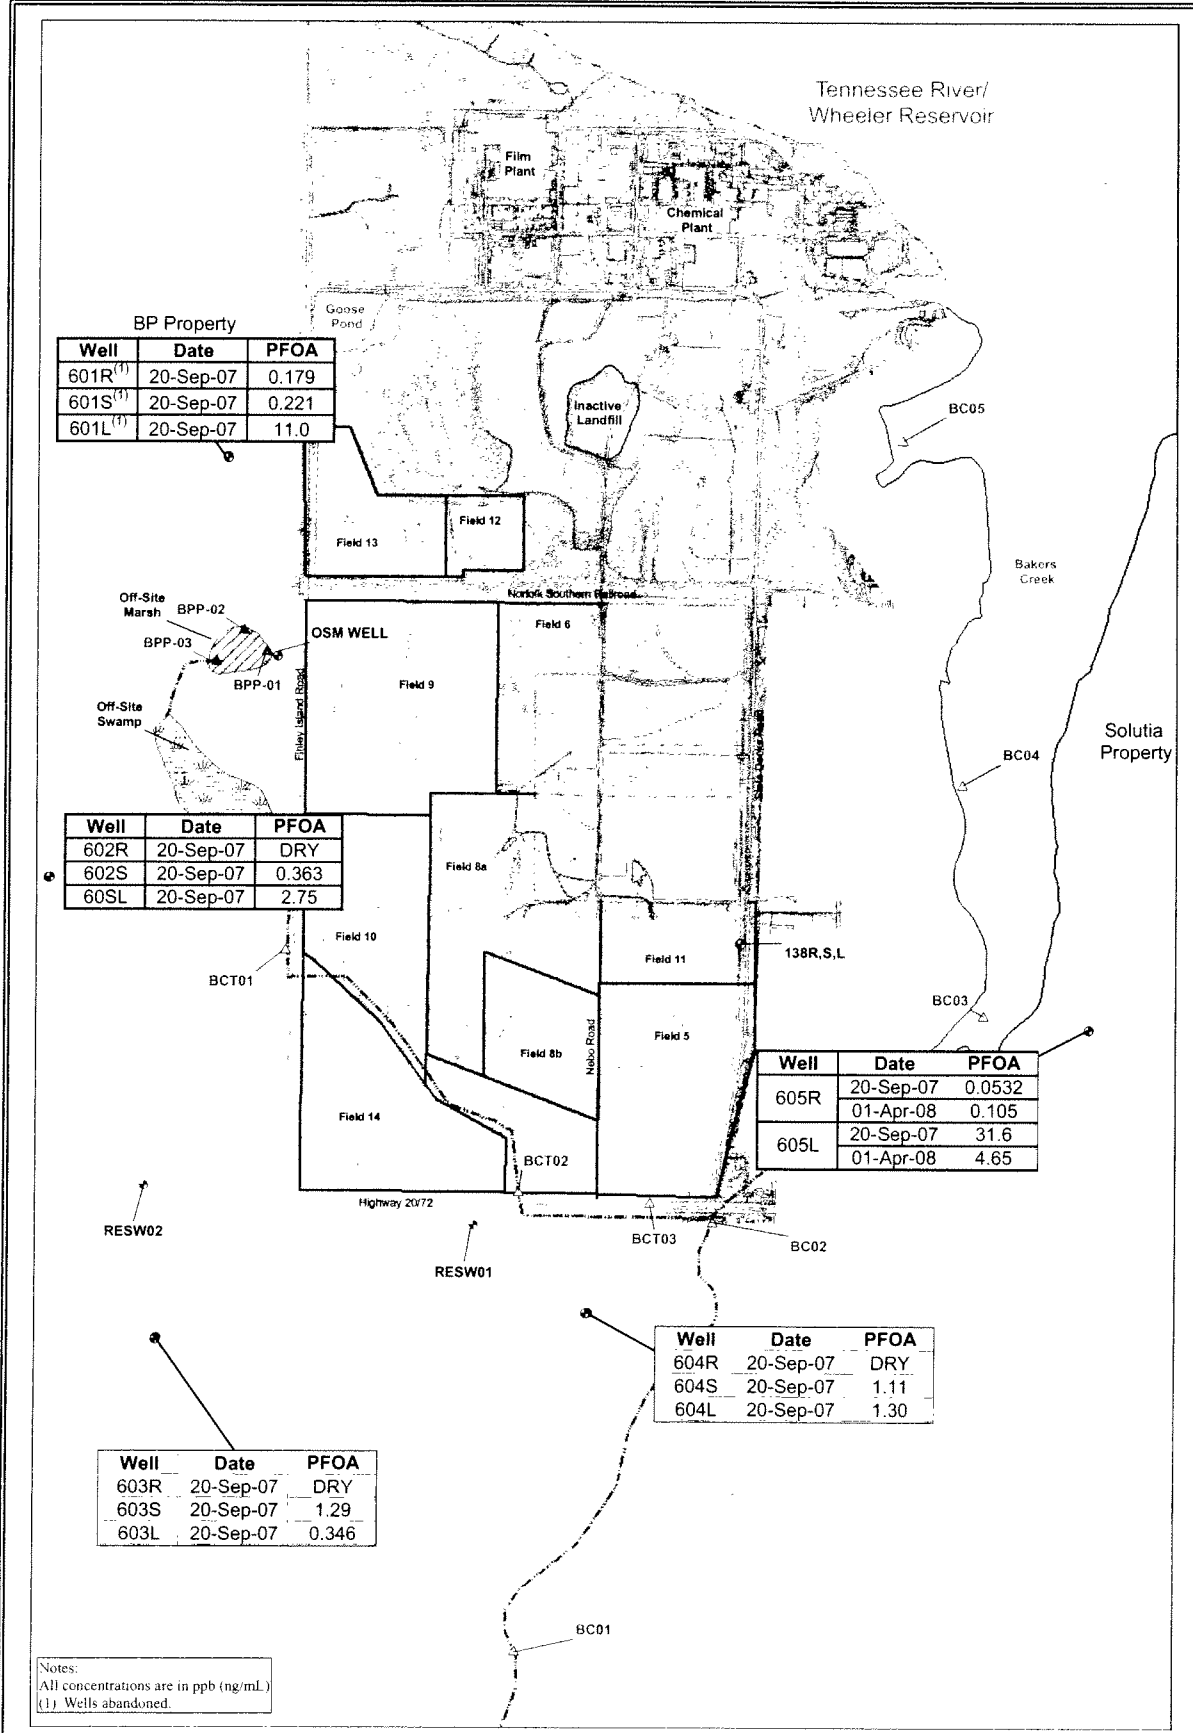 Tennessee River/
Wheeler Reservoir
Film
Plant
Chemical
Plant
Goose
Pond
BP Property
Well Date PFOA
601R(1) 20-Sep-07 0.179
601S(1) 20-Sep-07 0.221
601L(1) 20-Sep-07 11.0
Inactive
Landfill
BC05
Field 12
Field 13
Bakers
Creek
Norfolk Southern Railroad
Off-Site
Marsh
BPP-02
BPP-03
OSM WELL
BPP-01
Field 6
Field 9
Finley Island Road
Off-Site
Swamp
State Docks Road
Solutia
Property
BC04
Well Date PFOA
602R 20-Sep-07 DRY
602S 20-Sep-07 0.363
60SL 20-Sep-07 2.75
Field 8a
Field 10
Field 11
138R,S,L
BCT01
BC03
Field 5
Nebo Road
Field 8b
Well Date PFOA
605R 20-Sep-07 0.0532
01-Apr-08 0.105
605L 20-Sep-07 31.6
01-Apr-08 4.65
Field 14
BCT02
Highway 20/72
RESW02
BCT03
BC02
RESW01
Well Date PFOA
604R 20-Sep-07 DRY
604S 20-Sep-07 1.11
604L 20-Sep-07 1.30
Well Date PFOA
603R 20-Sep-07 DRY
603S 20-Sep-07 1.29
603L 20-Sep-07 0.346
BC01
Notes:
All concentrations are in ppb (ng/mL)
(1) Wells abandoned.